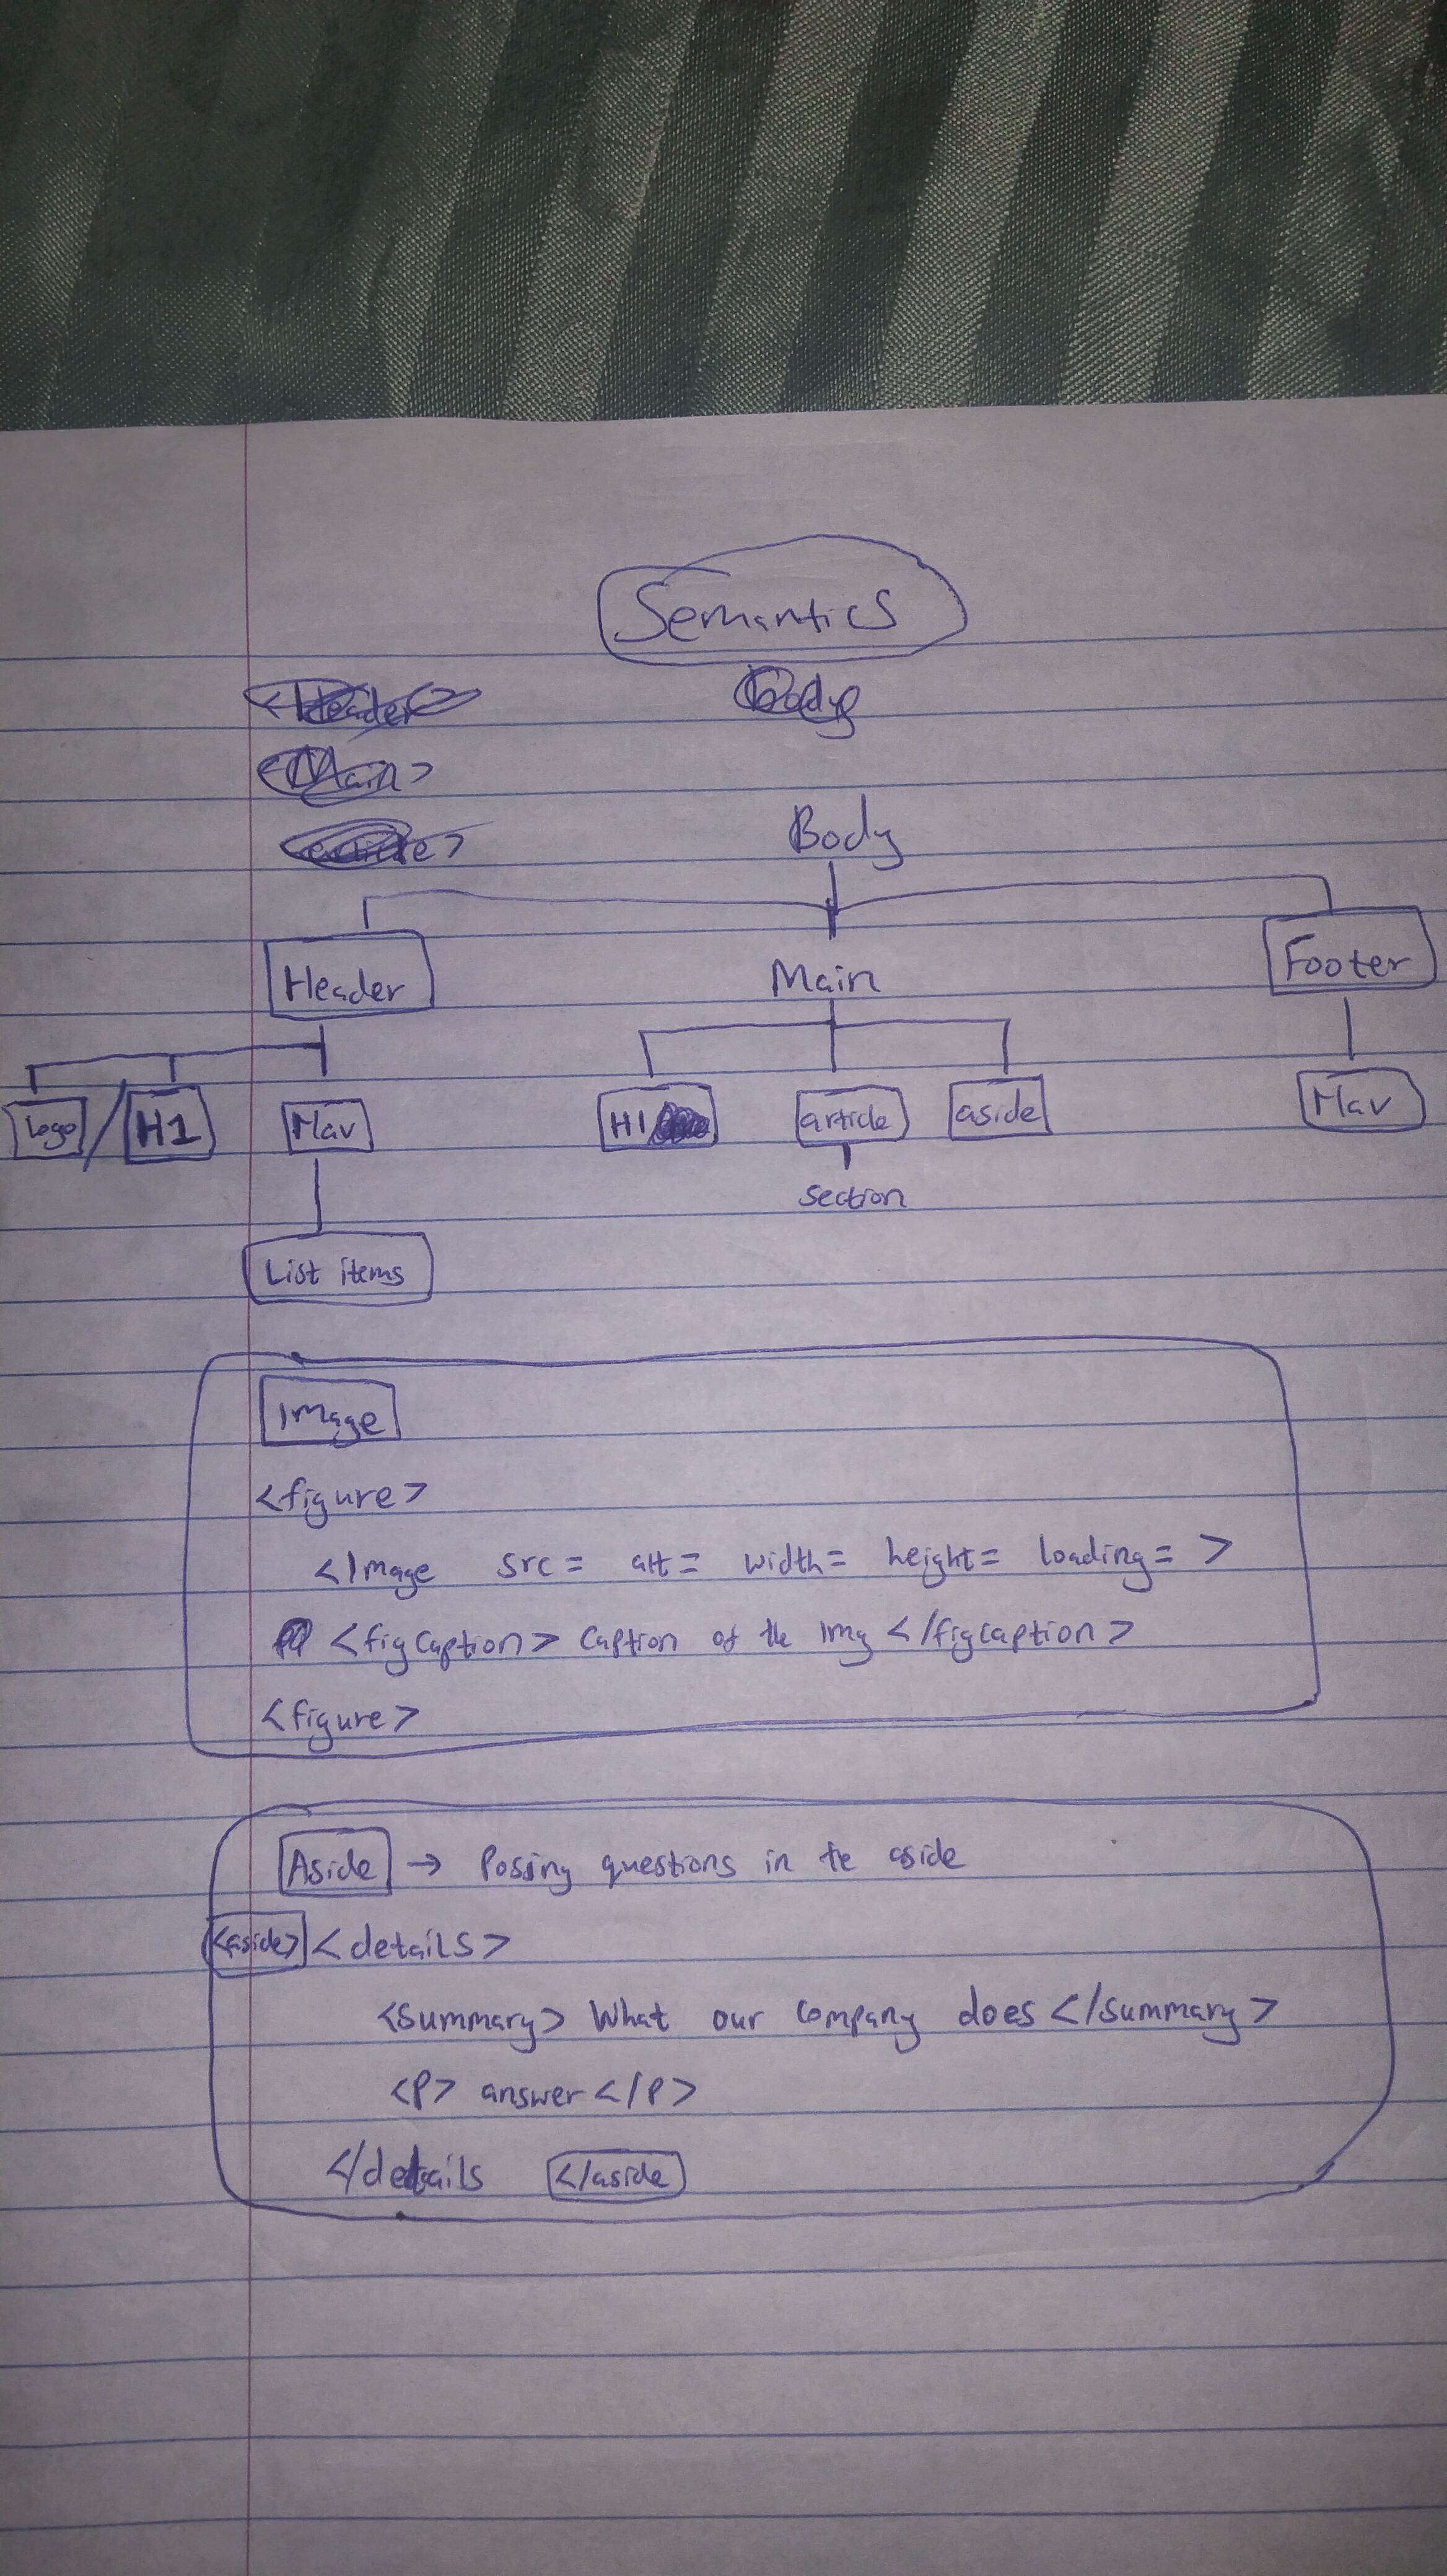 Semantics
Body
Header Main Footer
Logo / H1 Nav H1 article aside Nav
section
List items
Image
<figure>
<Image src= alt= width= height= loading= >
<figcaption> Caption of the img </figcaption>
<figure>
Aside → Possing questions in the aside
<aside> <details>
<summary> What our company does </summary>
<P> answer </P>
</details </aside>